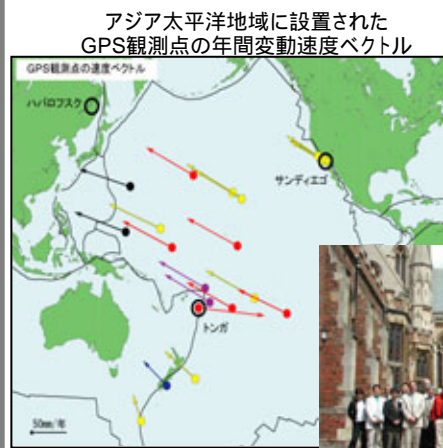 アジア太平洋地域に設置された
GPS観測点の年間変動速度ベクトル
GPS観測点の速度ベクトル
ハバロフスク
サンディエゴ
トンガ
50mm/年